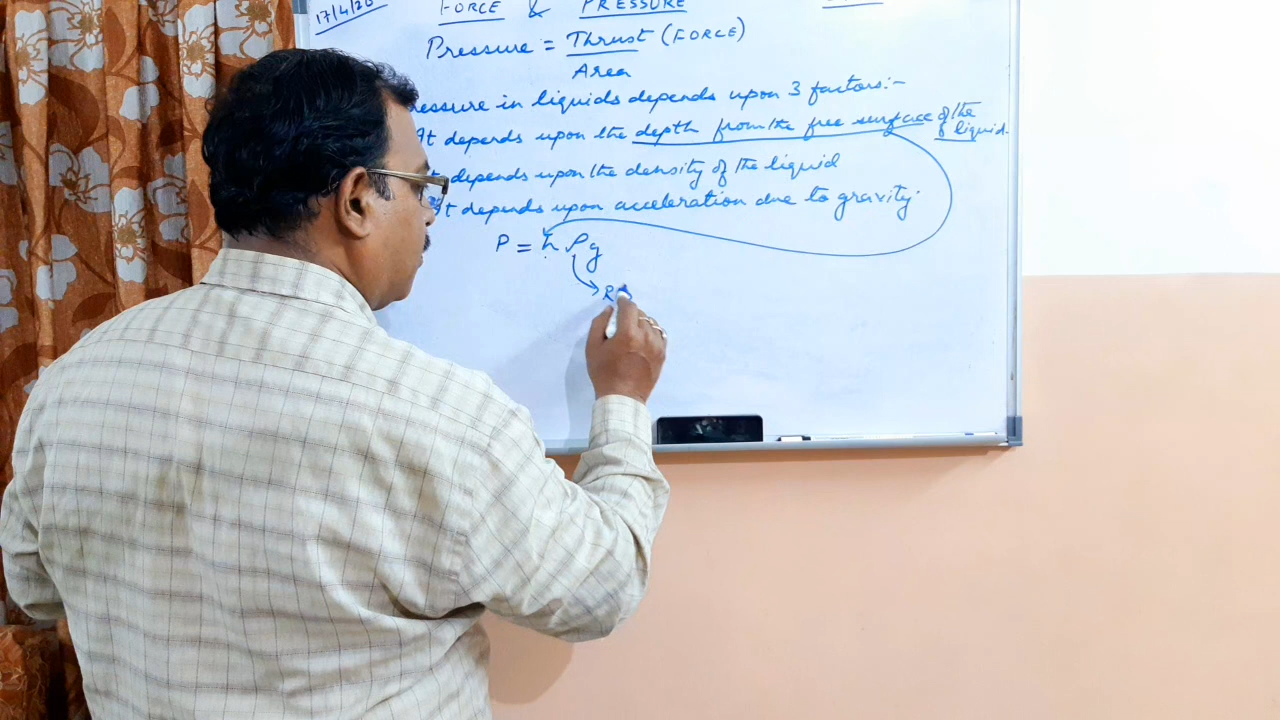 17/4/20
FORCE & PRESSURE
Pressure = Thrust (FORCE)
Area
ressure in liquids depends upon 3 factors:-
It depends upon the depth from the free surface of the liquid.
t depends upon the density of the liquid
It depends upon acceleration due to gravity
P = h ρ g
R